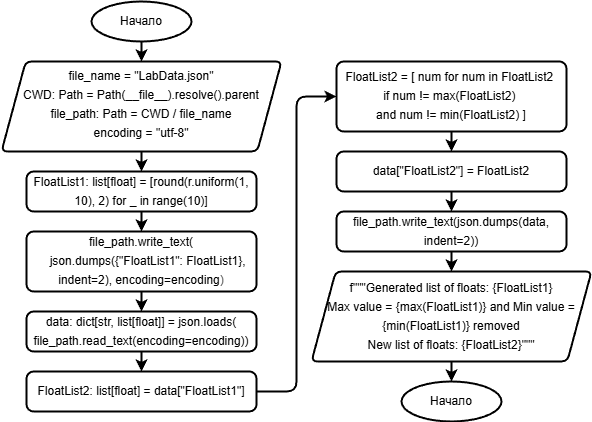 Начало
file_name = "LabData.json"
CWD: Path = Path(__file__).resolve().parent
file_path: Path = CWD / file_name
encoding = "utf-8"
FloatList1: list[float] = [round(r.uniform(1,
10), 2) for _ in range(10)]
file_path.write_text(
json.dumps({"FloatList1": FloatList1},
indent=2), encoding=encoding)
data: dict[str, list[float]] = json.loads(
file_path.read_text(encoding=encoding))
FloatList2: list[float] = data["FloatList1"]
FloatList2 = [ num for num in FloatList2
if num != max(FloatList2)
and num != min(FloatList2) ]
data["FloatList2"] = FloatList2
file_path.write_text(json.dumps(data,
indent=2))
f"""Generated list of floats: {FloatList1}
Max value = {max(FloatList1)} and Min value =
{min(FloatList1)} removed
New list of floats: {FloatList2}"""
Начало